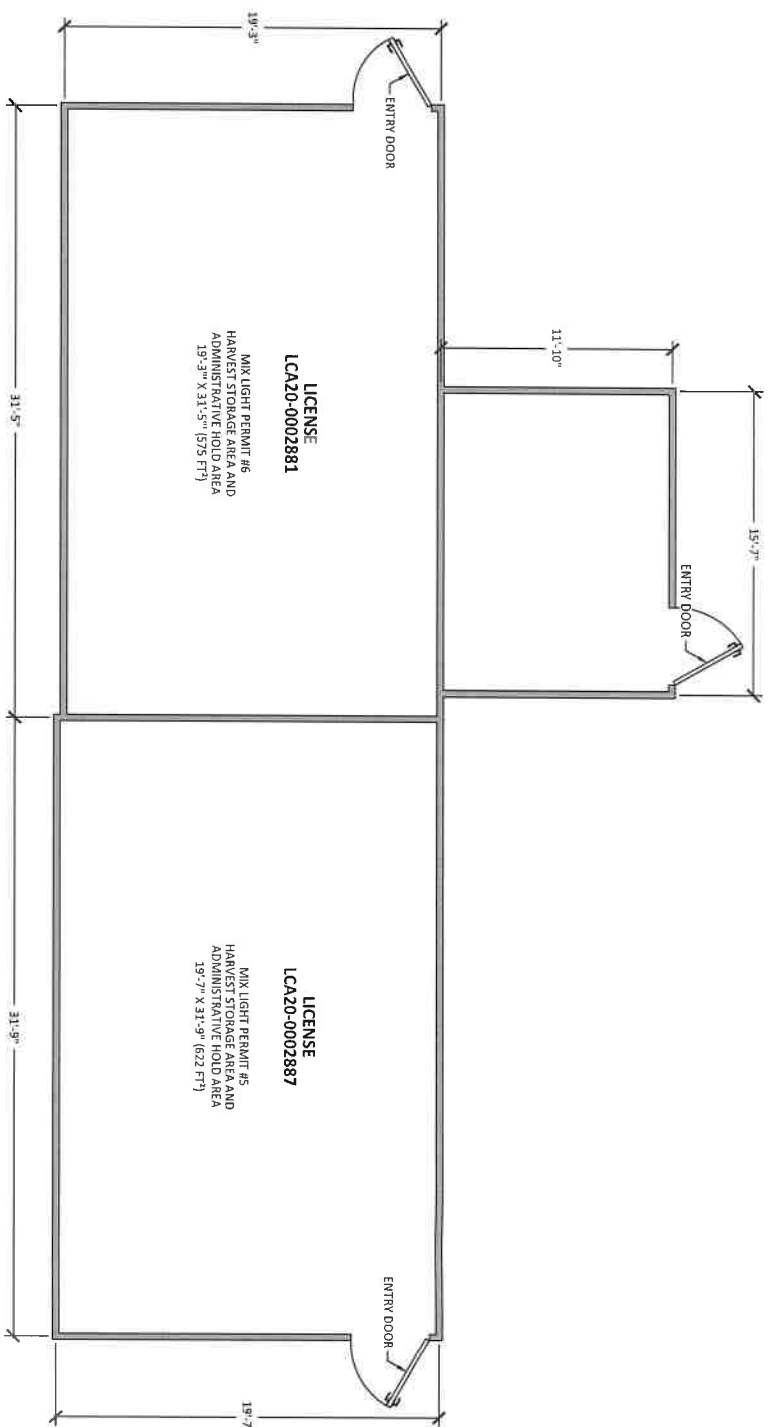 15'-7"
ENTRY DOOR
11'-10"
19'-3"
ENTRY DOOR
LICENSE
LCA20-0002881
MIX LIGHT PERMIT #6
HARVEST STORAGE AREA AND
ADMINISTRATIVE HOLD AREA
19'-3"" X 31'-5"" (575 FT²)
31'-5"
LICENSE
LCA20-0002887
MIX LIGHT PERMIT #5
HARVEST STORAGE AREA AND
ADMINISTRATIVE HOLD AREA
19'-7" X 31'-9" (622 FT²)
31'-9"
ENTRY DOOR
19'-7